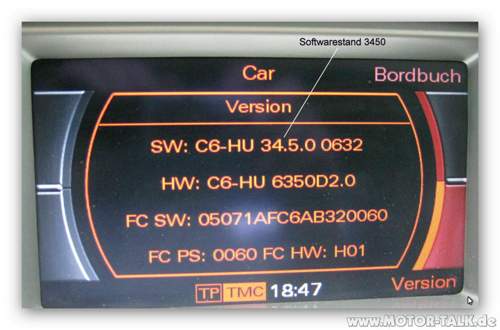 Softwarestand 3450
Car
Bordbuch
Version
SW: C6-HU 34.5.0 0632
HW: C6-HU 6350D2.0
FC SW: 05071AFC6AB320060
FC PS: 0060 FC HW: H01
TP TMC 18:47
Version
www.MOTOR-TALK.de